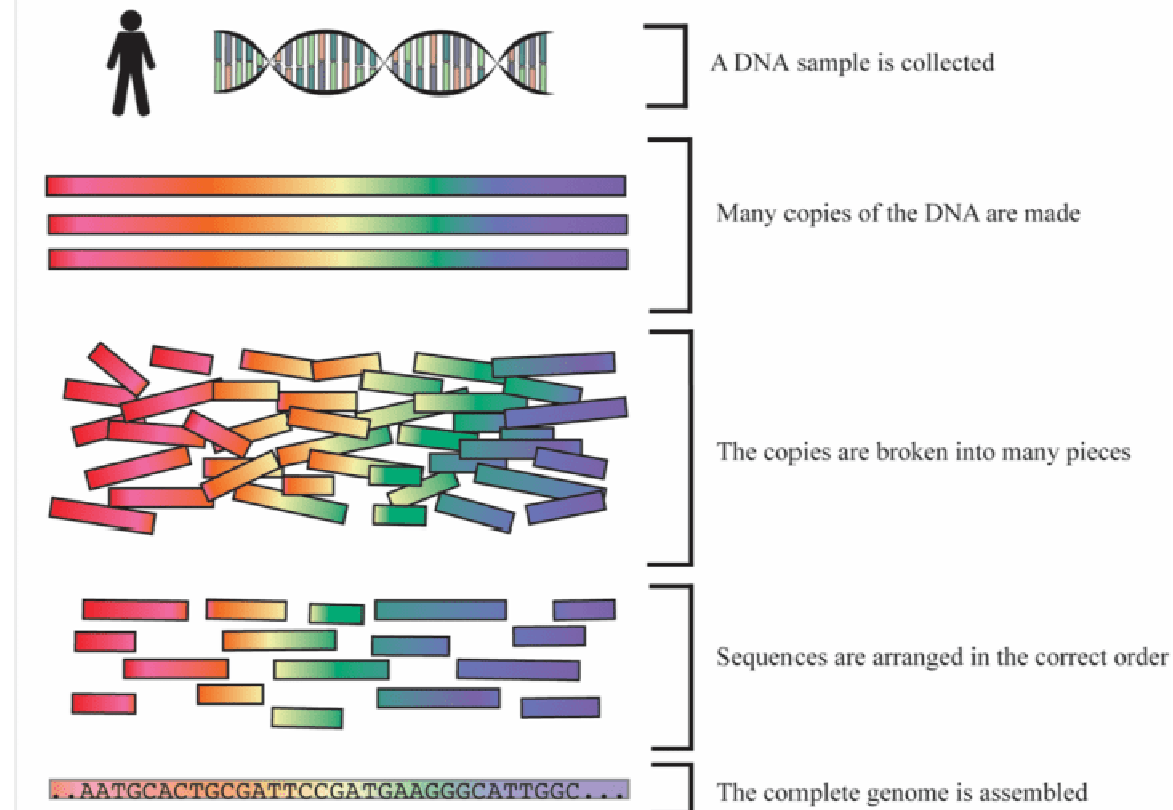 A DNA sample is collected
Many copies of the DNA are made
The copies are broken into many pieces
Sequences are arranged in the correct order
..AATGCACTGCGATTCCGATGAAGGGCATTGGC...
The complete genome is assembled